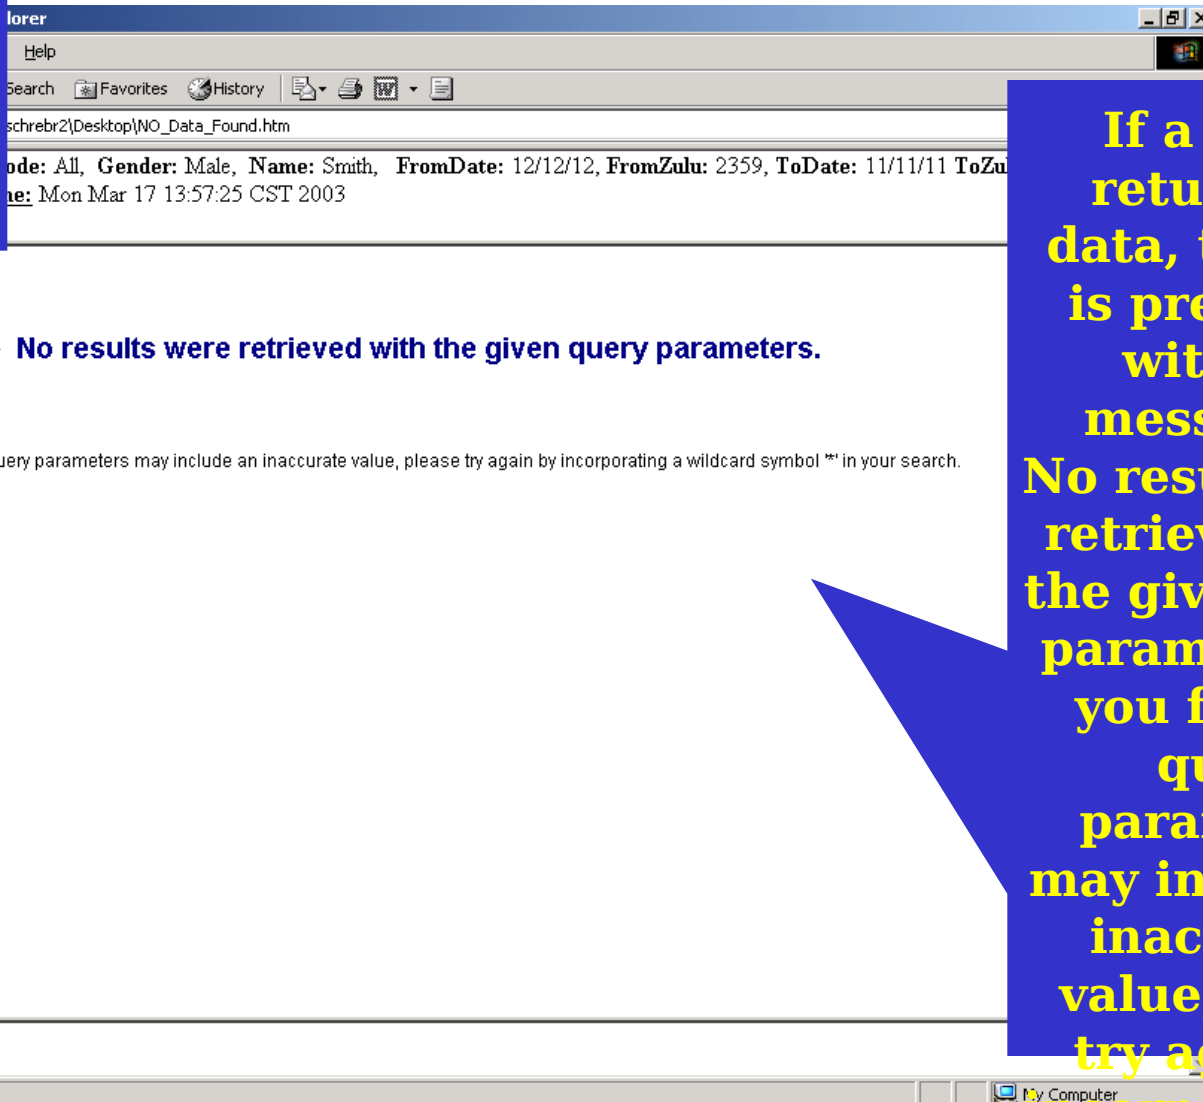 lorer
Help
Search Favorites History
schrebr2\Desktop\NO_Data_Found.htm
ode: All, Gender: Male, Name: Smith, FromDate: 12/12/12, FromZulu: 2359, ToDate: 11/11/11 ToZul
ne: Mon Mar 17 13:57:25 CST 2003
No results were retrieved with the given query parameters.
uery parameters may include an inaccurate value, please try again by incorporating a wildcard symbol '*' in your search.
If a
retu
data, t
is pre
wit
mess
No resu
retriev
the giv
param
you f
qu
para
may in
inac
value
try ag
My Computer